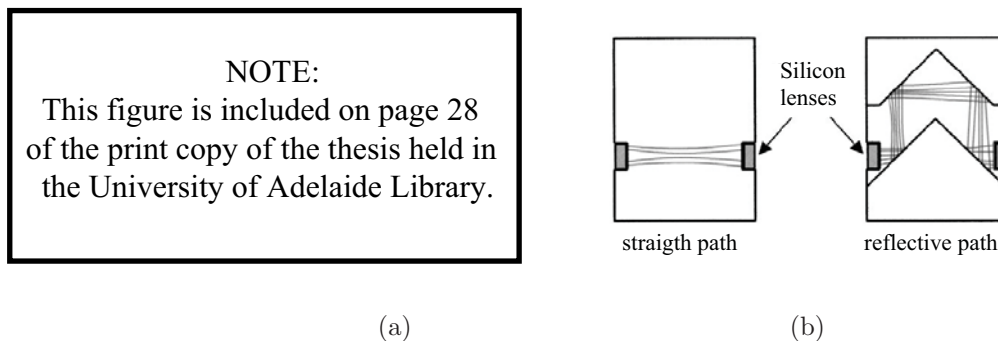 NOTE:
This figure is included on page 28
of the print copy of the thesis held in
the University of Adelaide Library.
Silicon
lenses
straigth path
reflective path
(a)
(b)